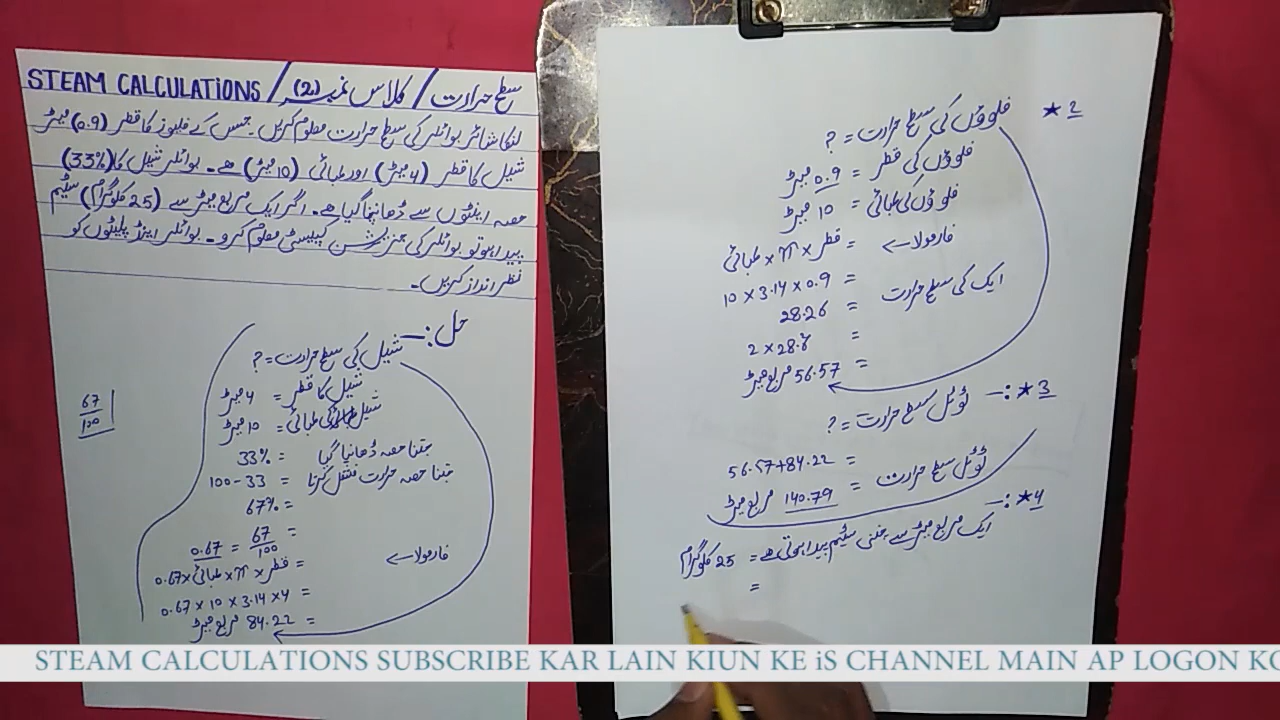 STEAM CALCULATIONS / کلاس نمبر (2) / سطح حرارت
لنکا شائر بوائلر کی سطح حرارت معلوم کریں جس کے فلیوز کا قطر (0.9) میٹر
شیل کا قطر (4 میٹر) اور لمبائی (10 میٹر) ھے۔ بوائلر شیل کا (33%)
حصہ اینٹوں سے ڈھانپا گیا ھے۔ اگر ایک مربع میٹر سے (25 کلوگرام) سٹیم
پیدا ہو تو بوائلر کی جنریشن کپیسٹی معلوم کرو۔ بوائلر اینڈ پلیٹوں کو
نظر انداز کریں۔
حل :-
شیل کی سطح حرارت = ?
شیل کا قطر = 4 میٹر
شیل کی لمبائی = 10 میٹر
جتنا حصہ ڈھانپا گیا = 33%
جتنا حصہ حرارت منتقل کرتا = 100-33
= 67%
= 67/100 = 0.67
فارمولا ← = قطر × π × لمبائی × 0.67
= 0.67 × 10 × 3.14 × 4
= 84.22 مربع میٹر
67/100
★ 2 فلوؤں کی سطح حرارت = ?
فلوؤں کی قطر = 0.9 میٹر
فلوؤں کی لمبائی = 10 میٹر
فارمولا ← = قطر × π × لمبائی
= 10 × 3.14 × 0.9
ایک کی سطح حرارت = 28.26
= 2 × 28.8
= 56.57 مربع میٹر
★ 3 :- ٹوٹل سطح حرارت = ?
= 56.57+84.22
ٹوٹل سطح حرارت = 140.79 مربع میٹر
★ 4 :-
ایک مربع میٹر سے جتنی سٹیم پیدا ہوتی ھے = 25 کلوگرام
=
STEAM CALCULATIONS SUBSCRIBE KAR LAIN KIUN KE iS CHANNEL MAIN AP LOGON KO